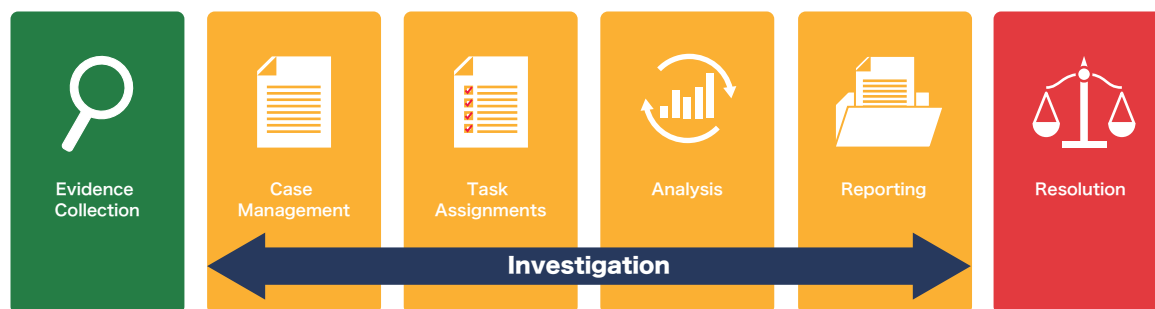 Evidence
Collection
Case
Management
Task
Assignments
Analysis
Reporting
Resolution
Investigation